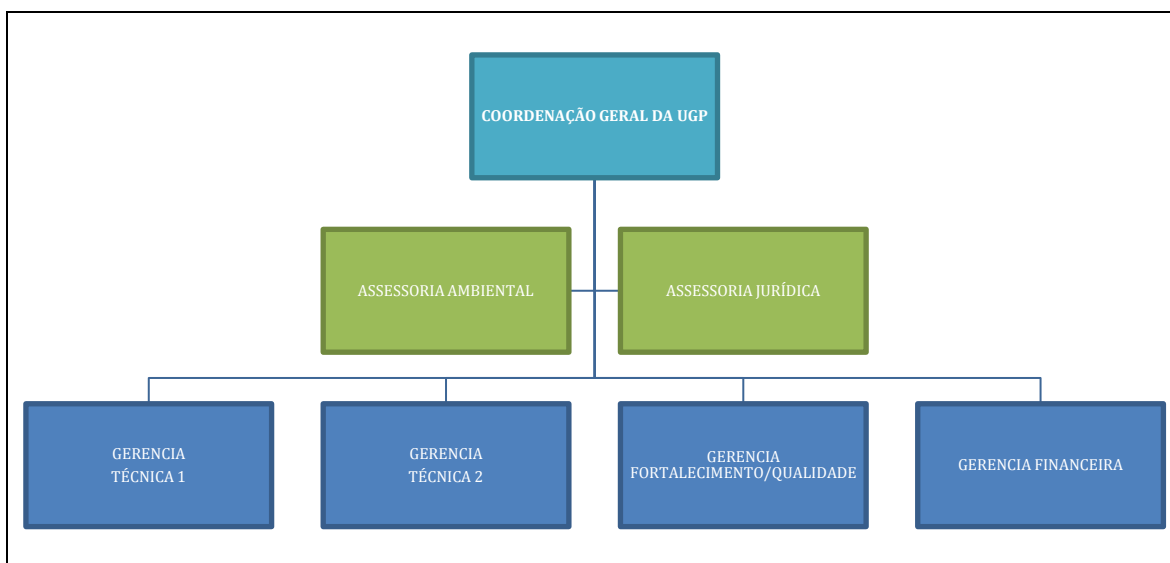 COORDENAÇÃO GERAL DA UGP
ASSESSORIA AMBIENTAL
ASSESSORIA JURÍDICA
GERENCIA
TÉCNICA 1
GERENCIA
TÉCNICA 2
GERENCIA
FORTALECIMENTO/QUALIDADE
GERENCIA FINANCEIRA